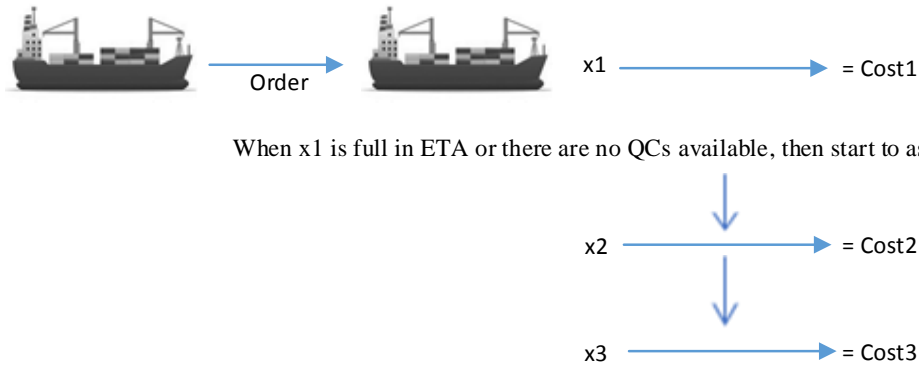 Order
x1 = Cost1
When x1 is full in ETA or there are no QCs available, then start to as
x2 = Cost2
x3 = Cost3